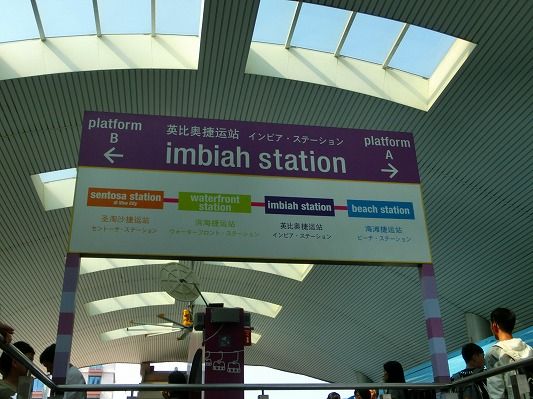 platform
B
←
英比奥捷运站 インビア・ステーション
imbiah station
platform
A
→
sentosa station
@ Vivo City
圣淘沙捷运站
セントーサ・ステーション
waterfront
station
滨海捷运站
ウォーターフロント・ステーション
imbiah station
英比奥捷运站
インビア・ステーション
beach station
海滩捷运站
ビーチ・ステーション